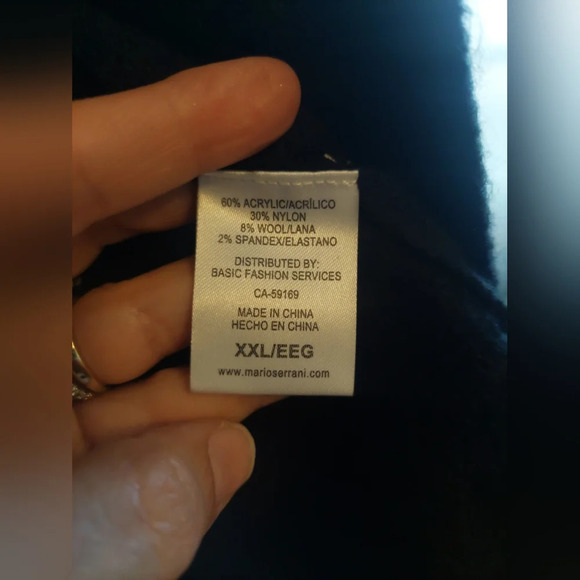 60% ACRYLIC/ACRÍLICO
30% NYLON
8% WOOL/LANA
2% SPANDEX/ELASTANO
DISTRIBUTED BY:
BASIC FASHION SERVICES
CA-59169
MADE IN CHINA
HECHO EN CHINA
XXL/EEG
www.marioserrani.com